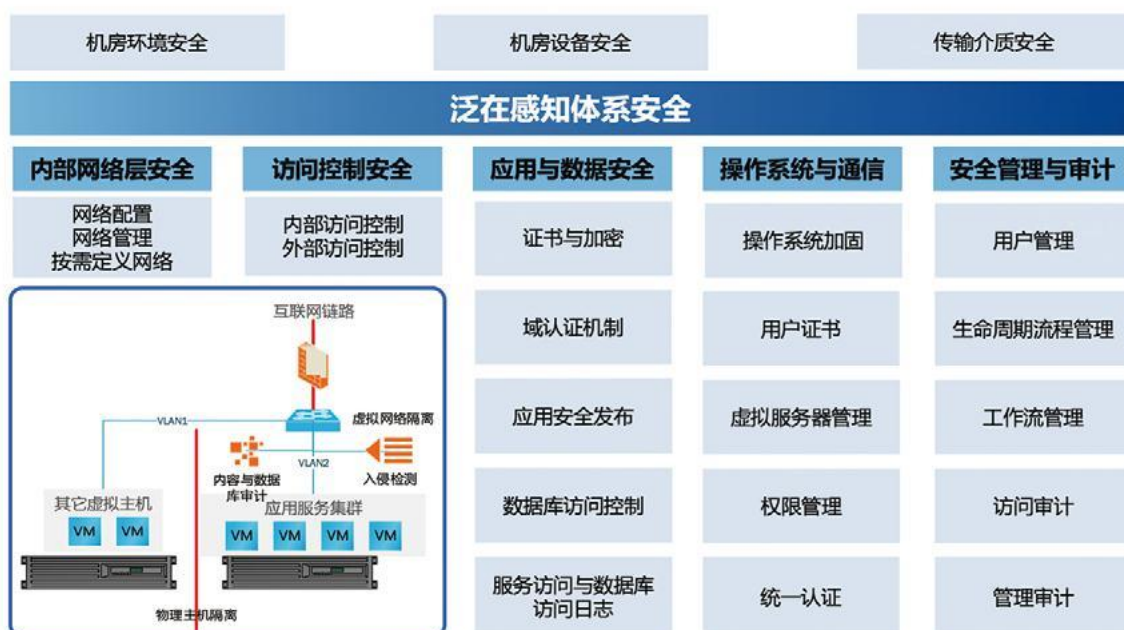 机房环境安全
机房设备安全
传输介质安全
泛在感知体系安全
内部网络层安全
访问控制安全
应用与数据安全
操作系统与通信
安全管理与审计
网络配置
网络管理
按需定义网络
内部访问控制
外部访问控制
证书与加密
操作系统加固
用户管理
域认证机制
用户证书
生命周期流程管理
应用安全发布
虚拟服务器管理
工作流管理
数据库访问控制
权限管理
访问审计
服务访问与数据库
访问日志
统一认证
管理审计
互联网链路
VLAN1
虚拟网络隔离
VLAN2
内容与数据
库审计
入侵检测
其它虚拟主机
应用服务集群
VM
VM
VM
VM
VM
VM
物理主机隔离